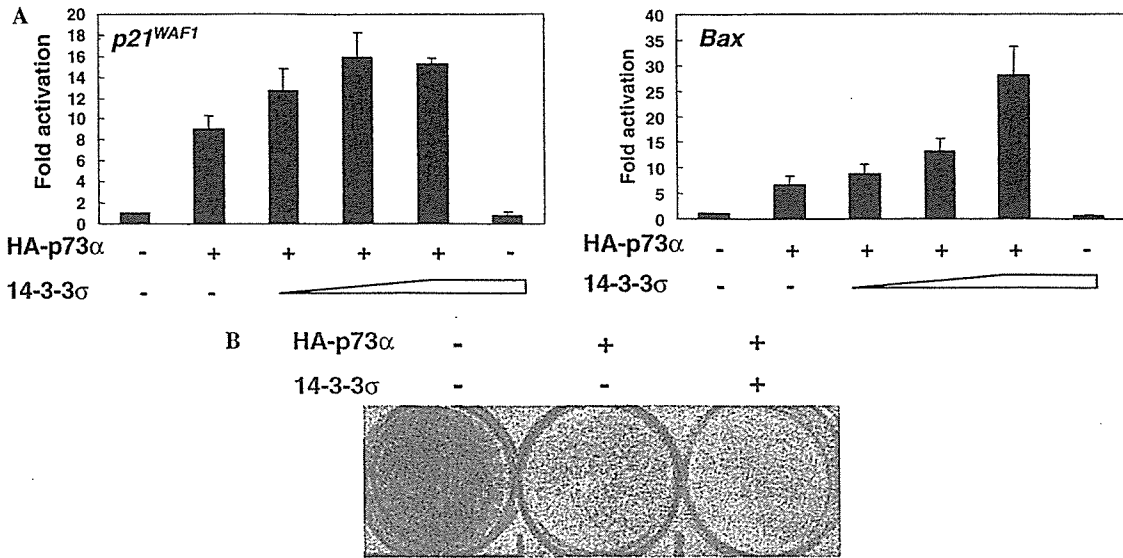 A
p21WAF1
Fold activation
18
16
14
12
10
8
6
4
2
0
HA-p73α - + + + + -
14-3-3σ - -
Bax
Fold activation
40
35
30
25
20
15
10
5
0
HA-p73α - + + + + -
14-3-3σ - -
B HA-p73α - + +
14-3-3σ - - +